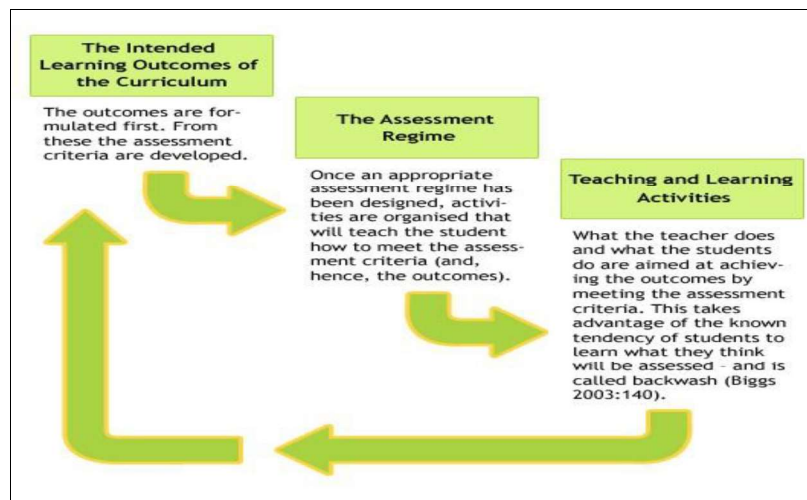 The Intended
Learning Outcomes of
the Curriculum
The outcomes are for-
mulated first. From
these the assessment
criteria are developed.
The Assessment
Regime
Once an appropriate
assessment regime has
been designed, activi-
ties are organised that
will teach the student
how to meet the assess-
ment criteria (and,
hence, the outcomes).
Teaching and Learning
Activities
What the teacher does
and what the students
do are aimed at achiev-
ing the outcomes by
meeting the assessment
criteria. This takes
advantage of the known
tendency of students to
learn what they think
will be assessed - and is
called backwash (Biggs
2003:140).